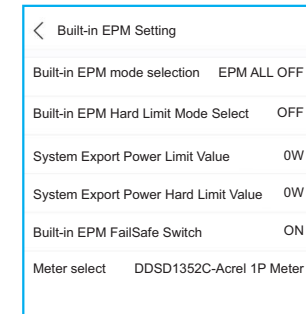 Built-in EPM Setting
Built-in EPM mode selection EPM ALL OFF
Built-in EPM Hard Limit Mode Select OFF
System Export Power Limit Value 0W
System Export Power Hard Limit Value 0W
Built-in EPM FailSafe Switch ON
Meter select DDSD1352C-Acrel 1P Meter